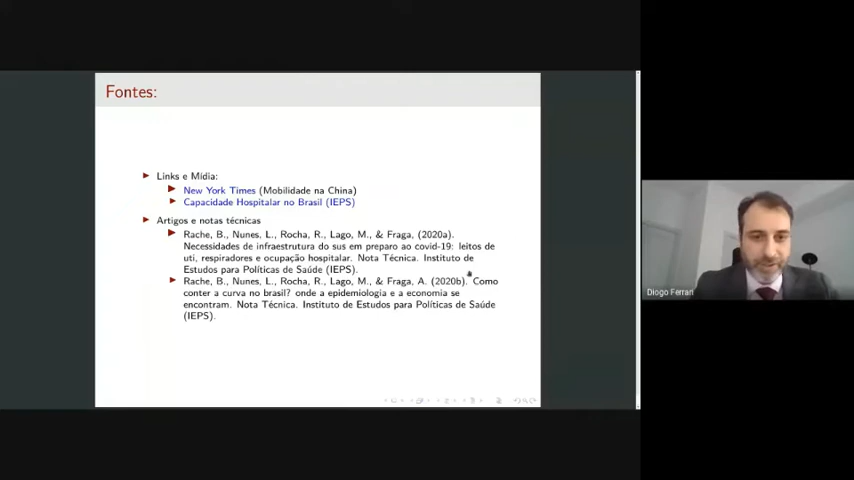 Fontes:
Links e Mídia:
New York Times (Mobilidade na China)
Capacidade Hospitalar no Brasil (IEPS)
Artigos e notas técnicas
Rache, B., Nunes, L., Rocha, R., Lago, M., & Fraga, (2020a).
Necessidades de infraestrutura do sus em preparo ao covid-19: leitos de
uti, respiradores e ocupação hospitalar. Nota Técnica. Instituto de
Estudos para Políticas de Saúde (IEPS).
Rache, B., Nunes, L., Rocha, R., Lago, M., & Fraga, A. (2020b). Como
conter a curva no brasil? onde a epidemiologia e a economia se
encontram. Nota Técnica. Instituto de Estudos para Políticas de Saúde
(IEPS).
Diogo Ferrari